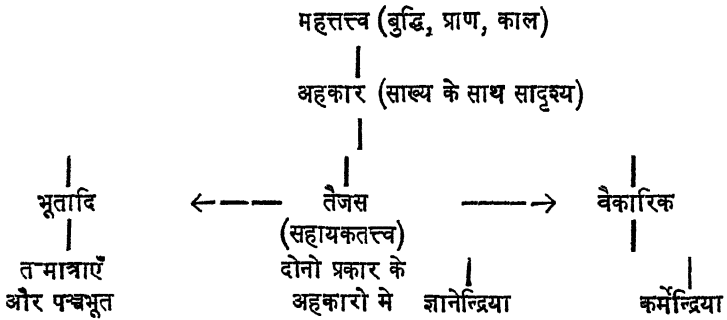 महत्तत्त्व (बुद्धि, प्राण, काल)
अहकार (साख्य के साथ सादृश्य)
भूतादि तैजस वैकारिक
(सहायकतत्त्व)
त-मात्राएँ दोनो प्रकार के
और पञ्चभूत अहकारो मे ज्ञानेन्द्रिया कर्मेन्द्रिया